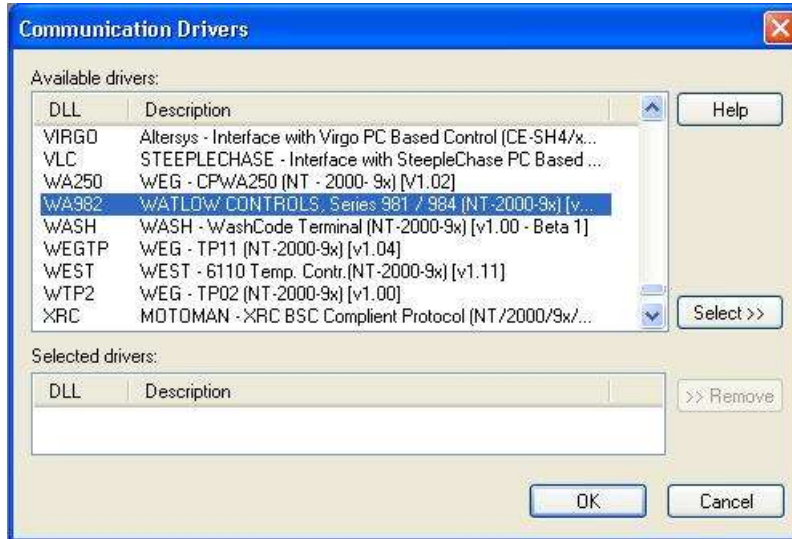 Communication Drivers
Available drivers:
DLL Description
VIRGO Altersys - Interface with Virgo PC Based Control (CE-SH4/x...
VLC STEEPLECHASE - Interface with SteepleChase PC Based ...
WA250 WEG - CPWA250 (NT - 2000- 9x) [V1.02]
WA982 WATLOW CONTROLS, Series 981 / 984 (NT-2000-9x) [v...
WASH WASH - WashCode Terminal (NT-2000-9x) [v1.00 - Beta 1]
WEGTP WEG - TP11 (NT-2000-9x) [v1.04]
WEST WEST - 6110 Temp. Contr.(NT-2000-9x) [v1.11]
WTP2 WEG - TP02 (NT-2000-9x) [v1.00]
XRC MOTOMAN - XRC BSC Complient Protocol (NT/2000/9x/...
Help
Select >>
Selected drivers:
DLL Description
>> Remove
OK Cancel